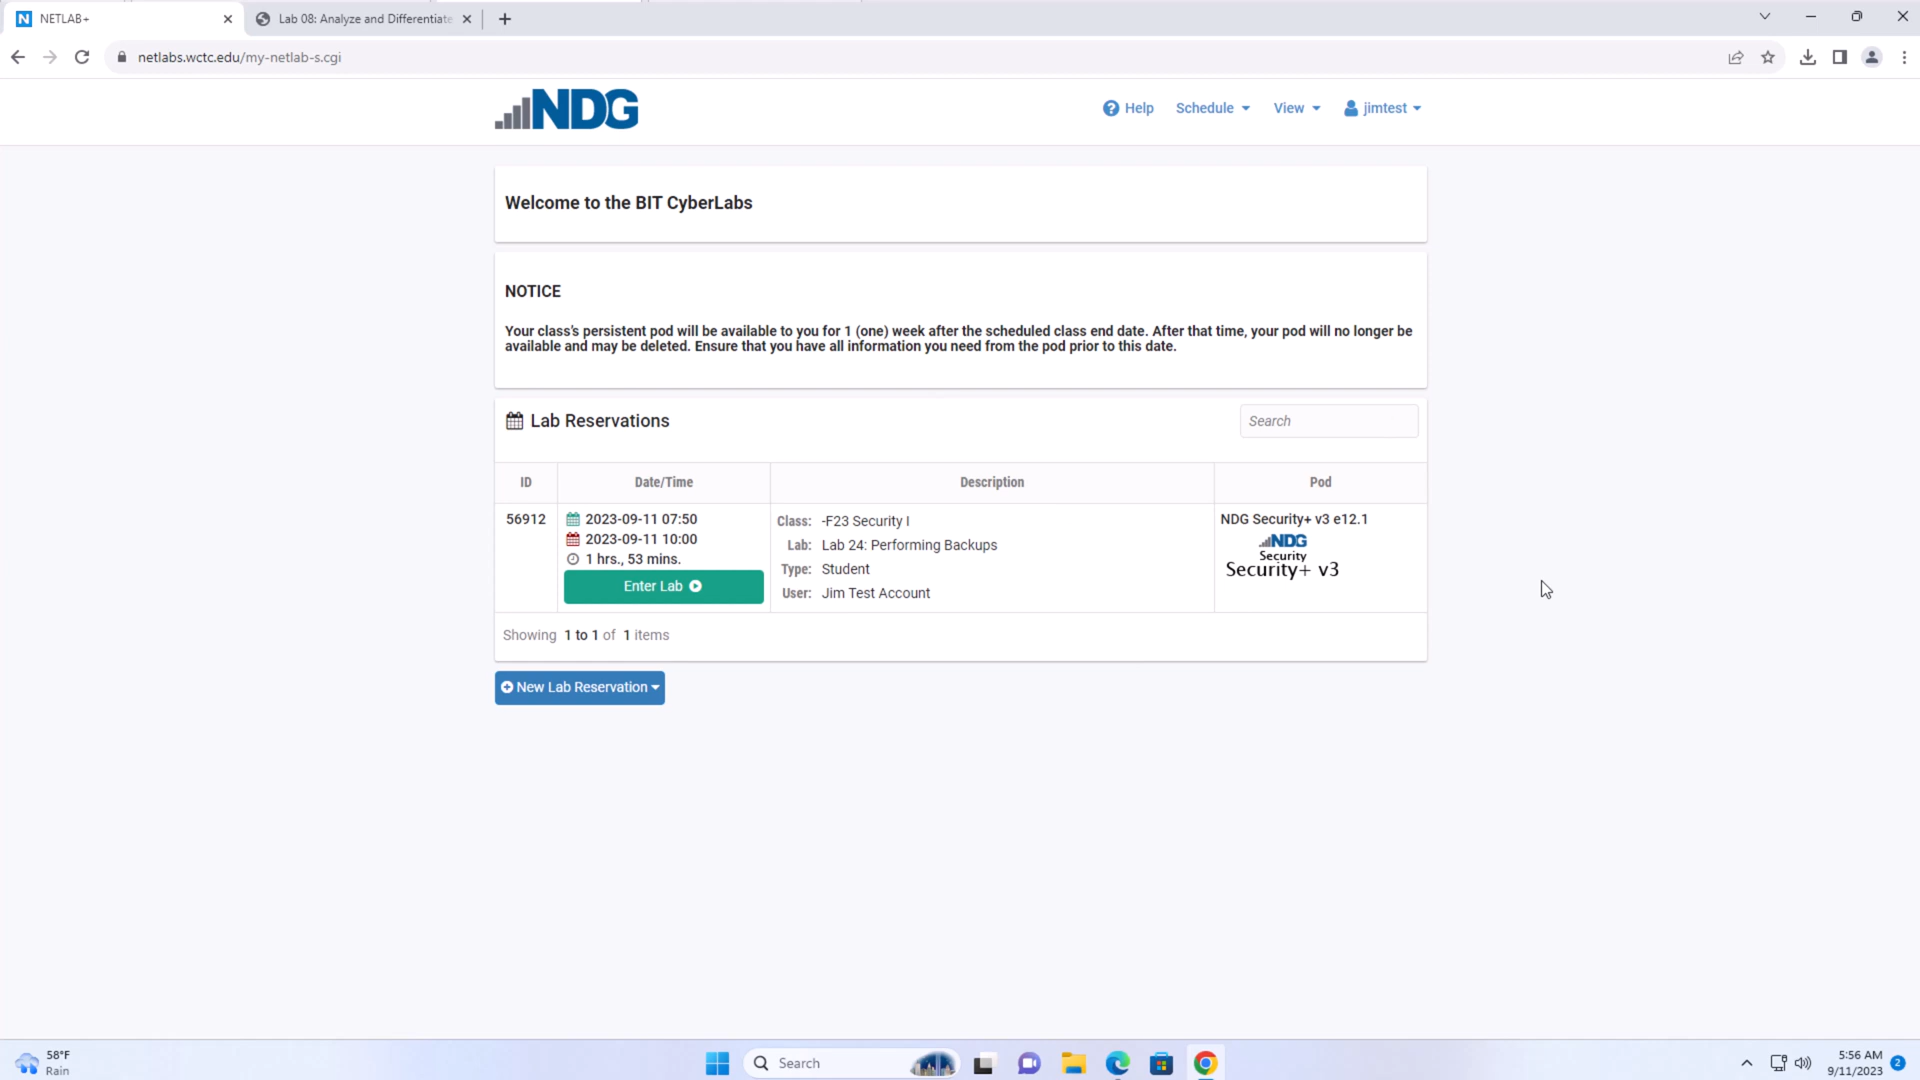 NETLAB+
Lab 08: Analyze and Differentiate
netlabs.wctc.edu/my-netlab-s.cgi
NDG
Help
Schedule
View
jimtest
Welcome to the BIT CyberLabs
NOTICE
Your class's persistent pod will be available to you for 1 (one) week after the scheduled class end date. After that time, your pod will no longer be
available and may be deleted. Ensure that you have all information you need from the pod prior to this date.
Lab Reservations
Search
ID
Date/Time
Description
Pod
56912
2023-09-11 07:50
2023-09-11 10:00
1 hrs., 53 mins.
Enter Lab
Class: -F23 Security I
Lab: Lab 24: Performing Backups
Type: Student
User: Jim Test Account
NDG Security+ v3 e12.1
NDG
Security
Security+ v3
Showing 1 to 1 of 1 items
New Lab Reservation
58°F
Rain
Search
5:56 AM
9/11/2023
2